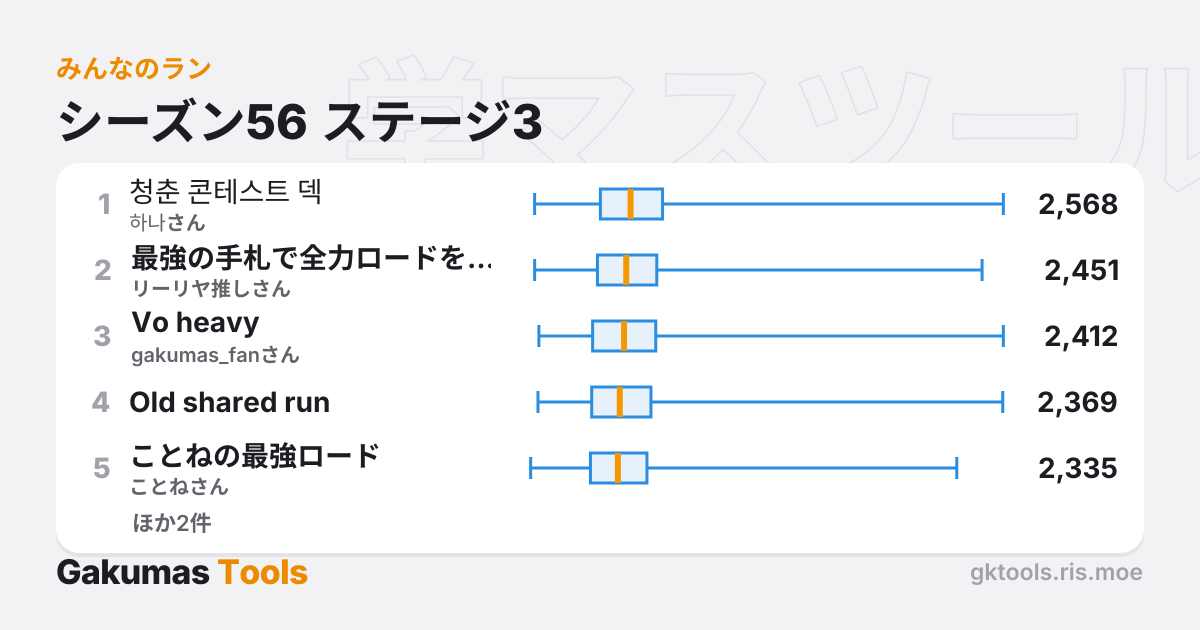 みんなのラン
学マスツール
シーズン56 ステージ3
1
청춘 콘테스트 덱
하나さん
2,568
2
最強の手札で全力ロードを...
リーリヤ推しさん
2,451
3
Vo heavy
gakumas_fanさん
2,412
4
Old shared run
2,369
5
ことねの最強ロード
ことねさん
2,335
ほか2件
Gakumas Tools
gktools.ris.moe